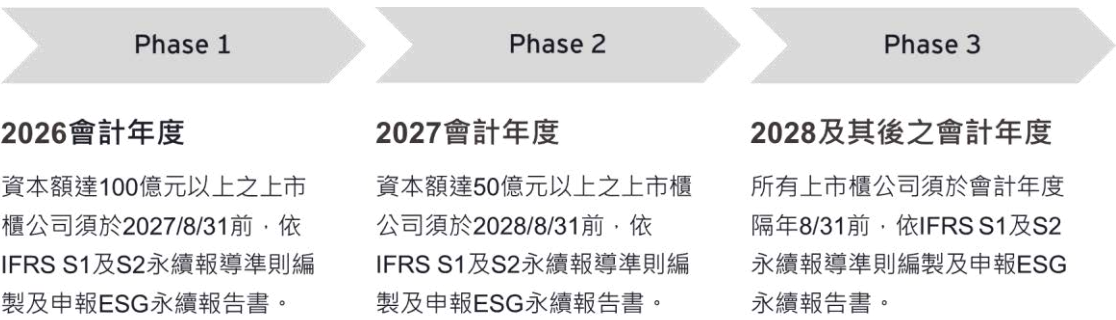 Phase 1
Phase 2
Phase 3
2026會計年度
資本額達100億元以上之上市
櫃公司須於2027/8/31前，依
IFRS S1及S2永續報導準則編
製及申報ESG永續報告書。
2027會計年度
資本額達50億元以上之上市櫃
公司須於2028/8/31前，依
IFRS S1及S2永續報導準則編
製及申報ESG永續報告書。
2028及其後之會計年度
所有上市櫃公司須於會計年度
隔年8/31前，依IFRS S1及S2
永續報導準則編製及申報ESG
永續報告書。